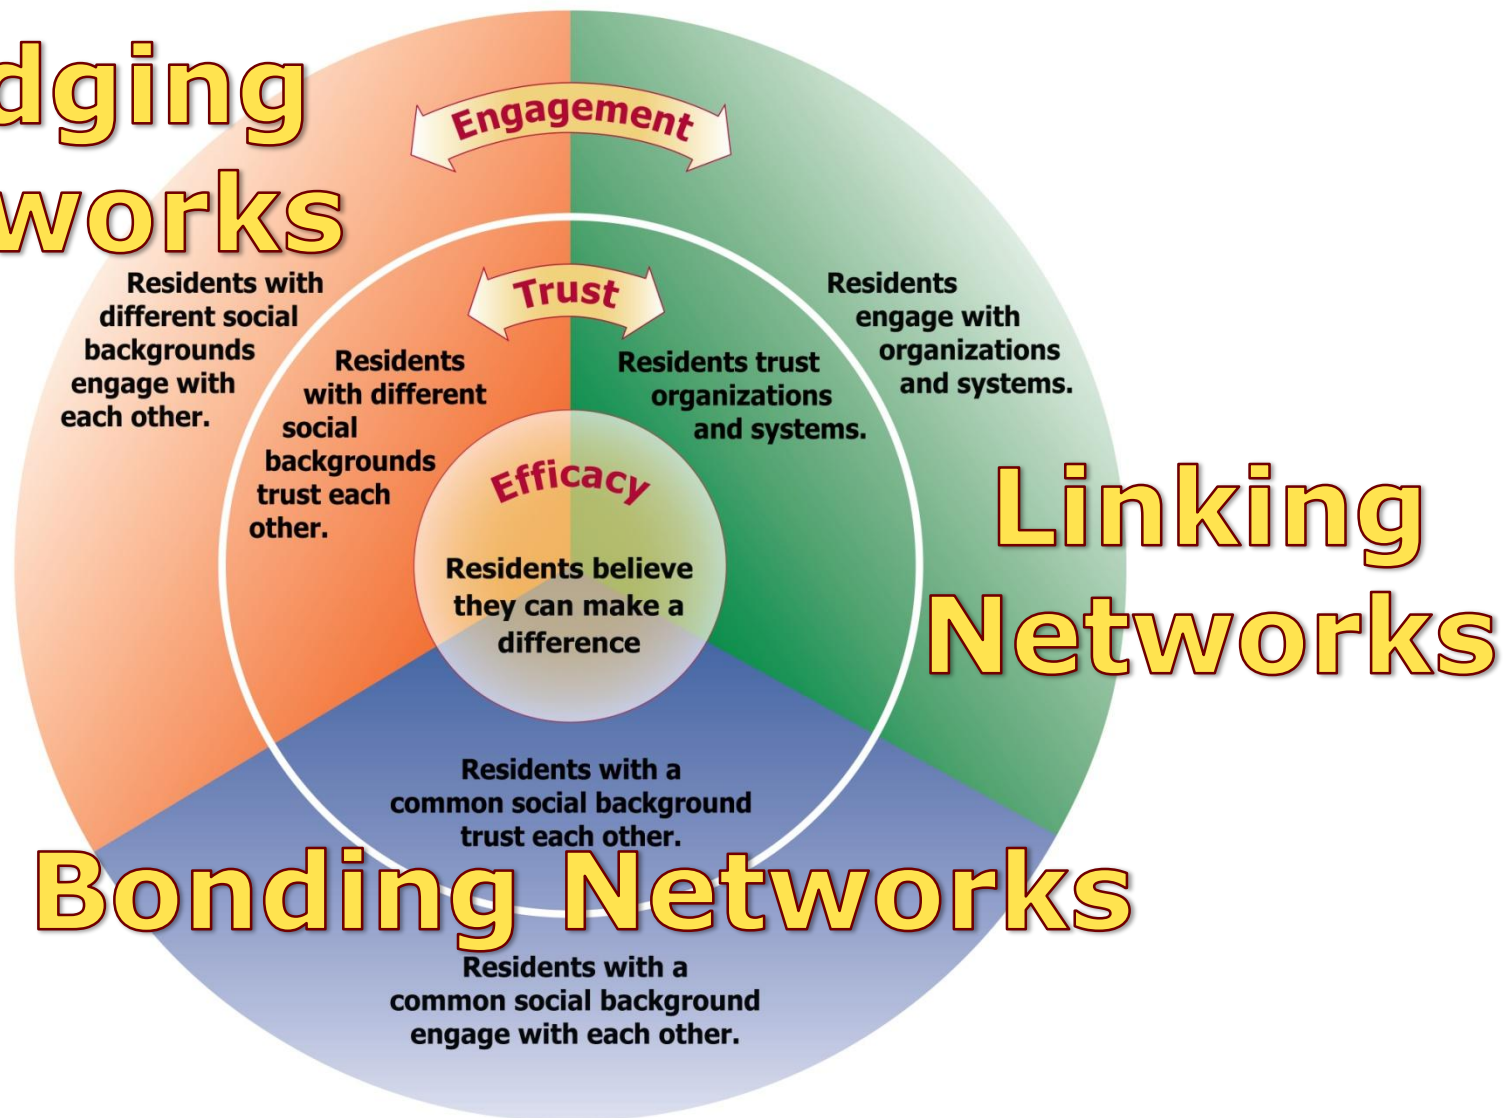 dging
works
Engagement
Trust
Residents with
different social
backgrounds
engage with
each other.
Residents
with different
social
backgrounds
trust each
other.
Residents trust
organizations
and systems.
Residents
engage with
organizations
and systems.
Efficacy
Residents believe
they can make a
difference
Linking
Networks
Residents with a
common social background
trust each other.
Bonding Networks
Residents with a
common social background
engage with each other.